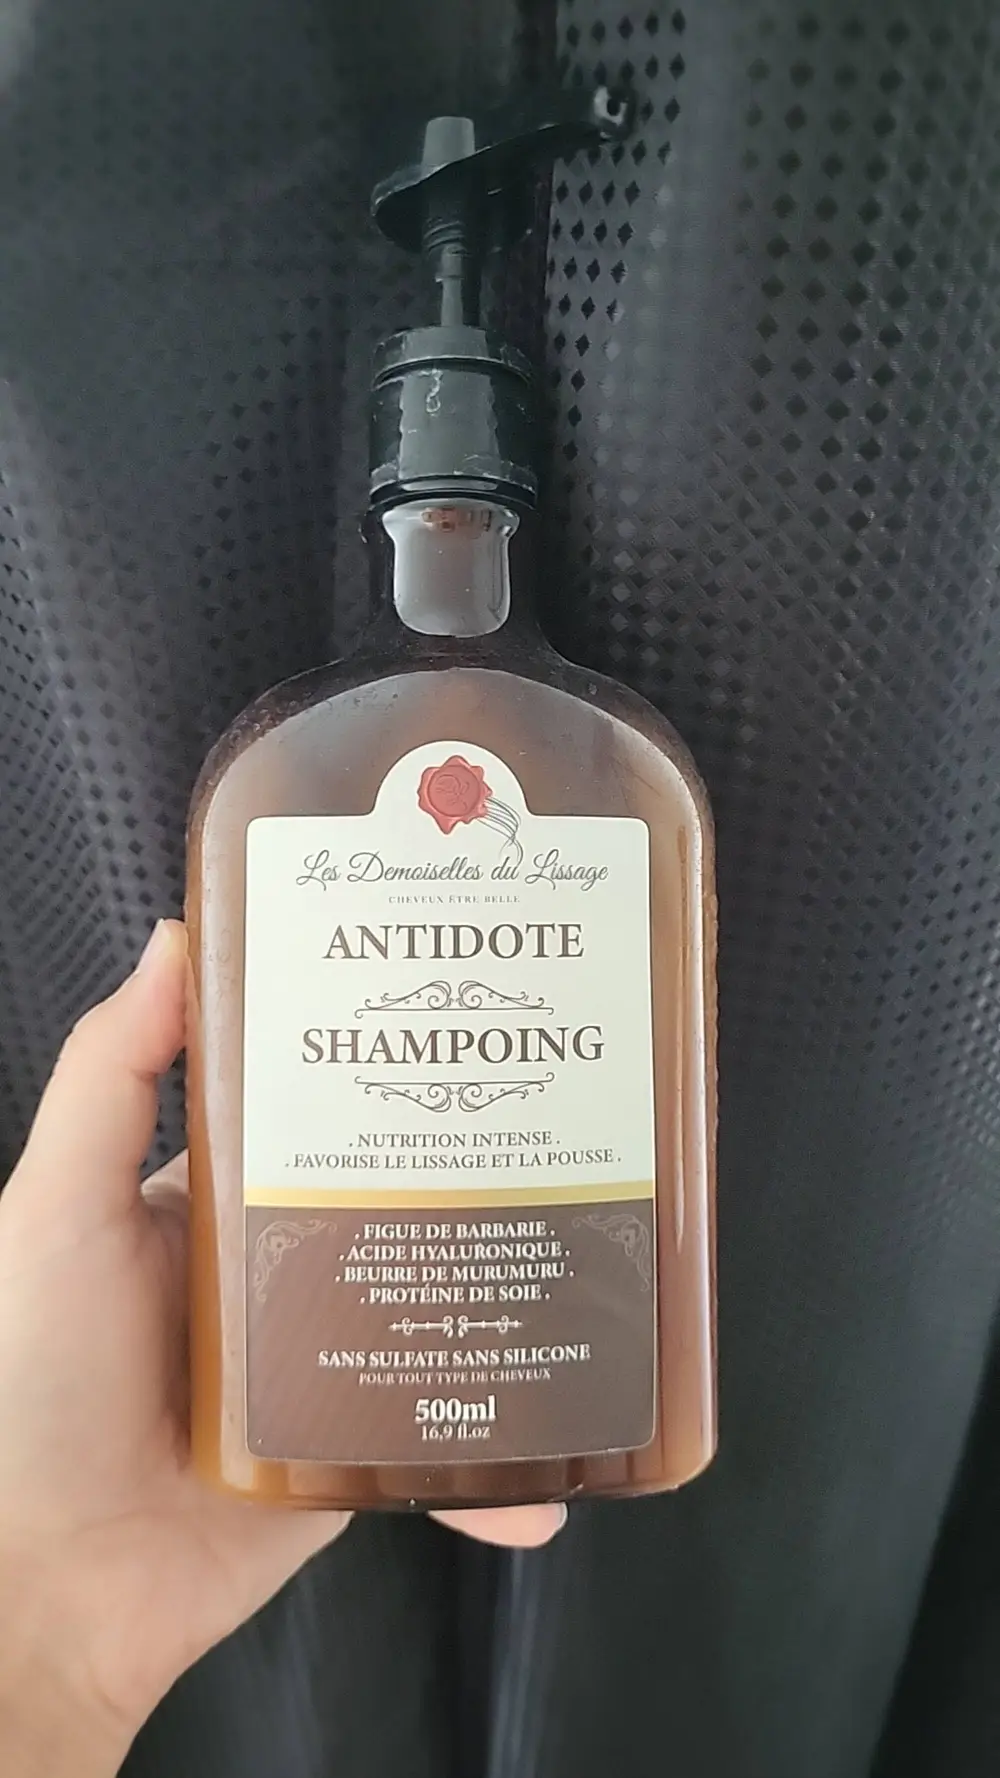 Les Demoiselles du Lissage
CHEVEUX ÊTRE BELLE
ANTIDOTE
SHAMPOING
. NUTRITION INTENSE .
. FAVORISE LE LISSAGE ET LA POUSSE .
. FIGUE DE BARBARIE .
. ACIDE HYALURONIQUE .
. BEURRE DE MURUMURU .
. PROTÉINE DE SOIE .
SANS SULFATE SANS SILICONE
POUR TOUT TYPE DE CHEVEUX
500ml
16,9 fl.oz